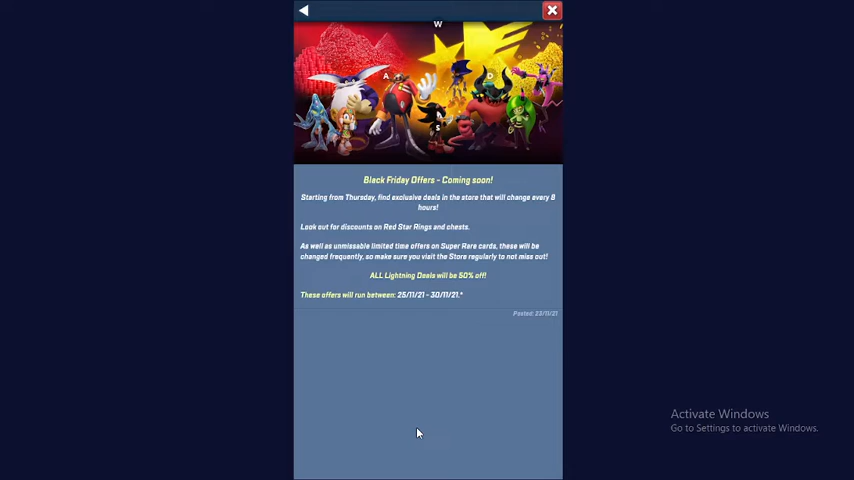 W
A
D
S
Black Friday Offers - Coming soon!
Starting from Thursday, find exclusive deals in the store that will change every 8
hours!
Look out for discounts on Red Star Rings and chests.
As well as unmissable limited time offers on Super Rare cards, these will be
changed frequently, so make sure you visit the Store regularly to not miss out!
ALL Lightning Deals will be 50% off!
These offers will run between: 25/11/21 - 30/11/21.*
Posted: 23/11/21
Activate Windows
Go to Settings to activate Windows.